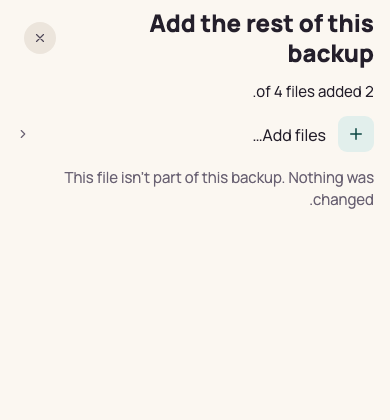 Add the rest of this
backup
.of 4 files added 2
…Add files
This file isn't part of this backup. Nothing was
.changed